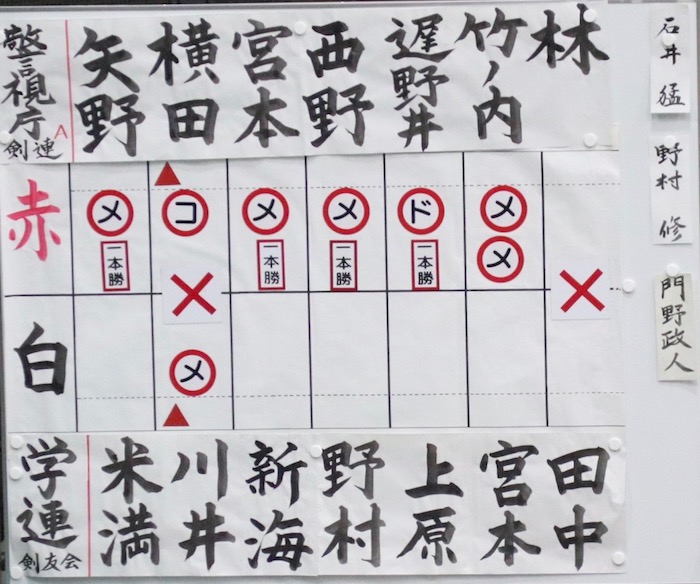 警視庁
剣連
A
矢野
横田
宮本
西野
遅野井
竹ノ内
林
赤
メ
一本勝
コ
メ
一本勝
メ
一本勝
ド
一本勝
メ
メ
白
メ
学連
剣友会
米満
川井
新海
野村
上原
宮本
田中
石井 猛
野村 修
門野政人